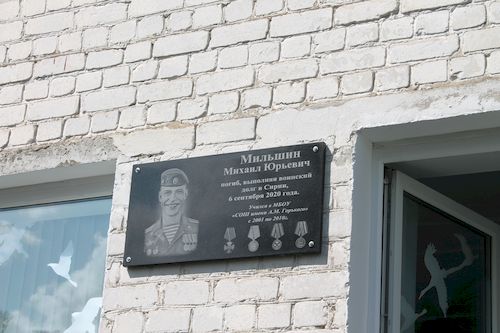 Мильшин
Михаил Юрьевич
погиб, выполняя воинский
долг в Сирии,
6 сентября 2020 года.
Учился в МБОУ
«СОШ имени А.М. Горького»
с 2001 по 2010г.